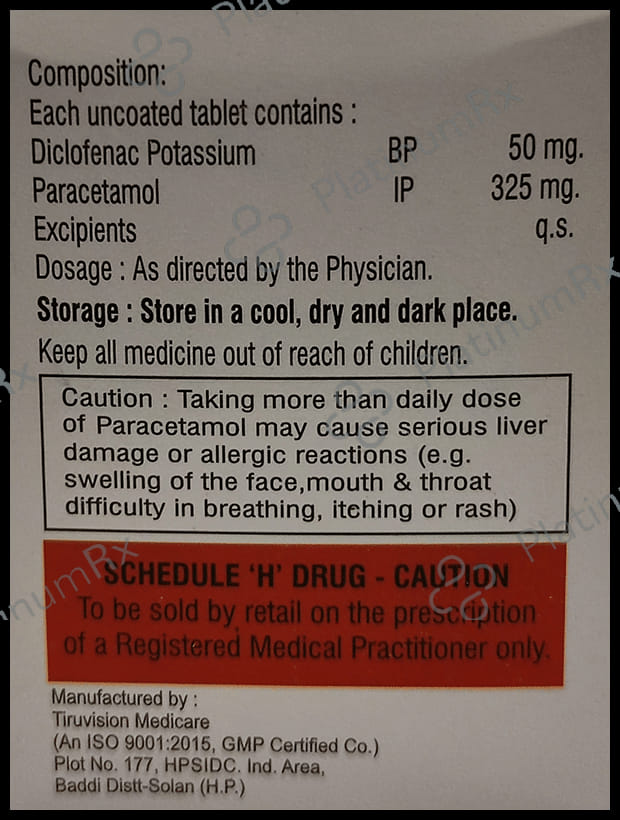 Composition:
Each uncoated tablet contains :
Diclofenac Potassium BP 50 mg.
Paracetamol IP 325 mg.
Excipients q.s.
Dosage : As directed by the Physician.
Storage : Store in a cool, dry and dark place.
Keep all medicine out of reach of children.
Caution : Taking more than daily dose
of Paracetamol may cause serious liver
damage or allergic reactions (e.g.
swelling of the face,mouth & throat
difficulty in breathing, itehing or rash)
SCHEDULE 'H' DRUG - CAUTION
To be sold by retail on the prescription
of a Registered Medical Practitioner only.
Manufactured by :
Tiruvision Medicare
(An ISO 9001:2015, GMP Certified Co.)
Plot No. 177, HPSIDC. Ind. Area,
Baddi Distt-Solan (H.P.)
PlatinumRx
PlatinumRx